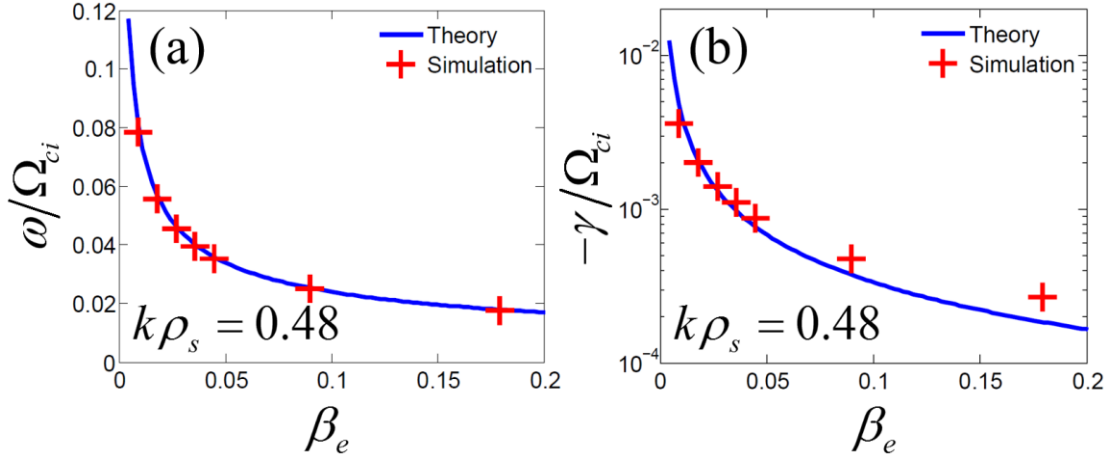 (a)
Theory
Simulation
0.12
0.1
0.08
0.06
0.04
0.02
0
ω/Ω_ci
kρ_s = 0.48
0 0.05 0.1 0.15 0.2
β_e
(b)
Theory
Simulation
10⁻²
10⁻³
10⁻⁴
−γ/Ω_ci
kρ_s = 0.48
0 0.05 0.1 0.15 0.2
β_e